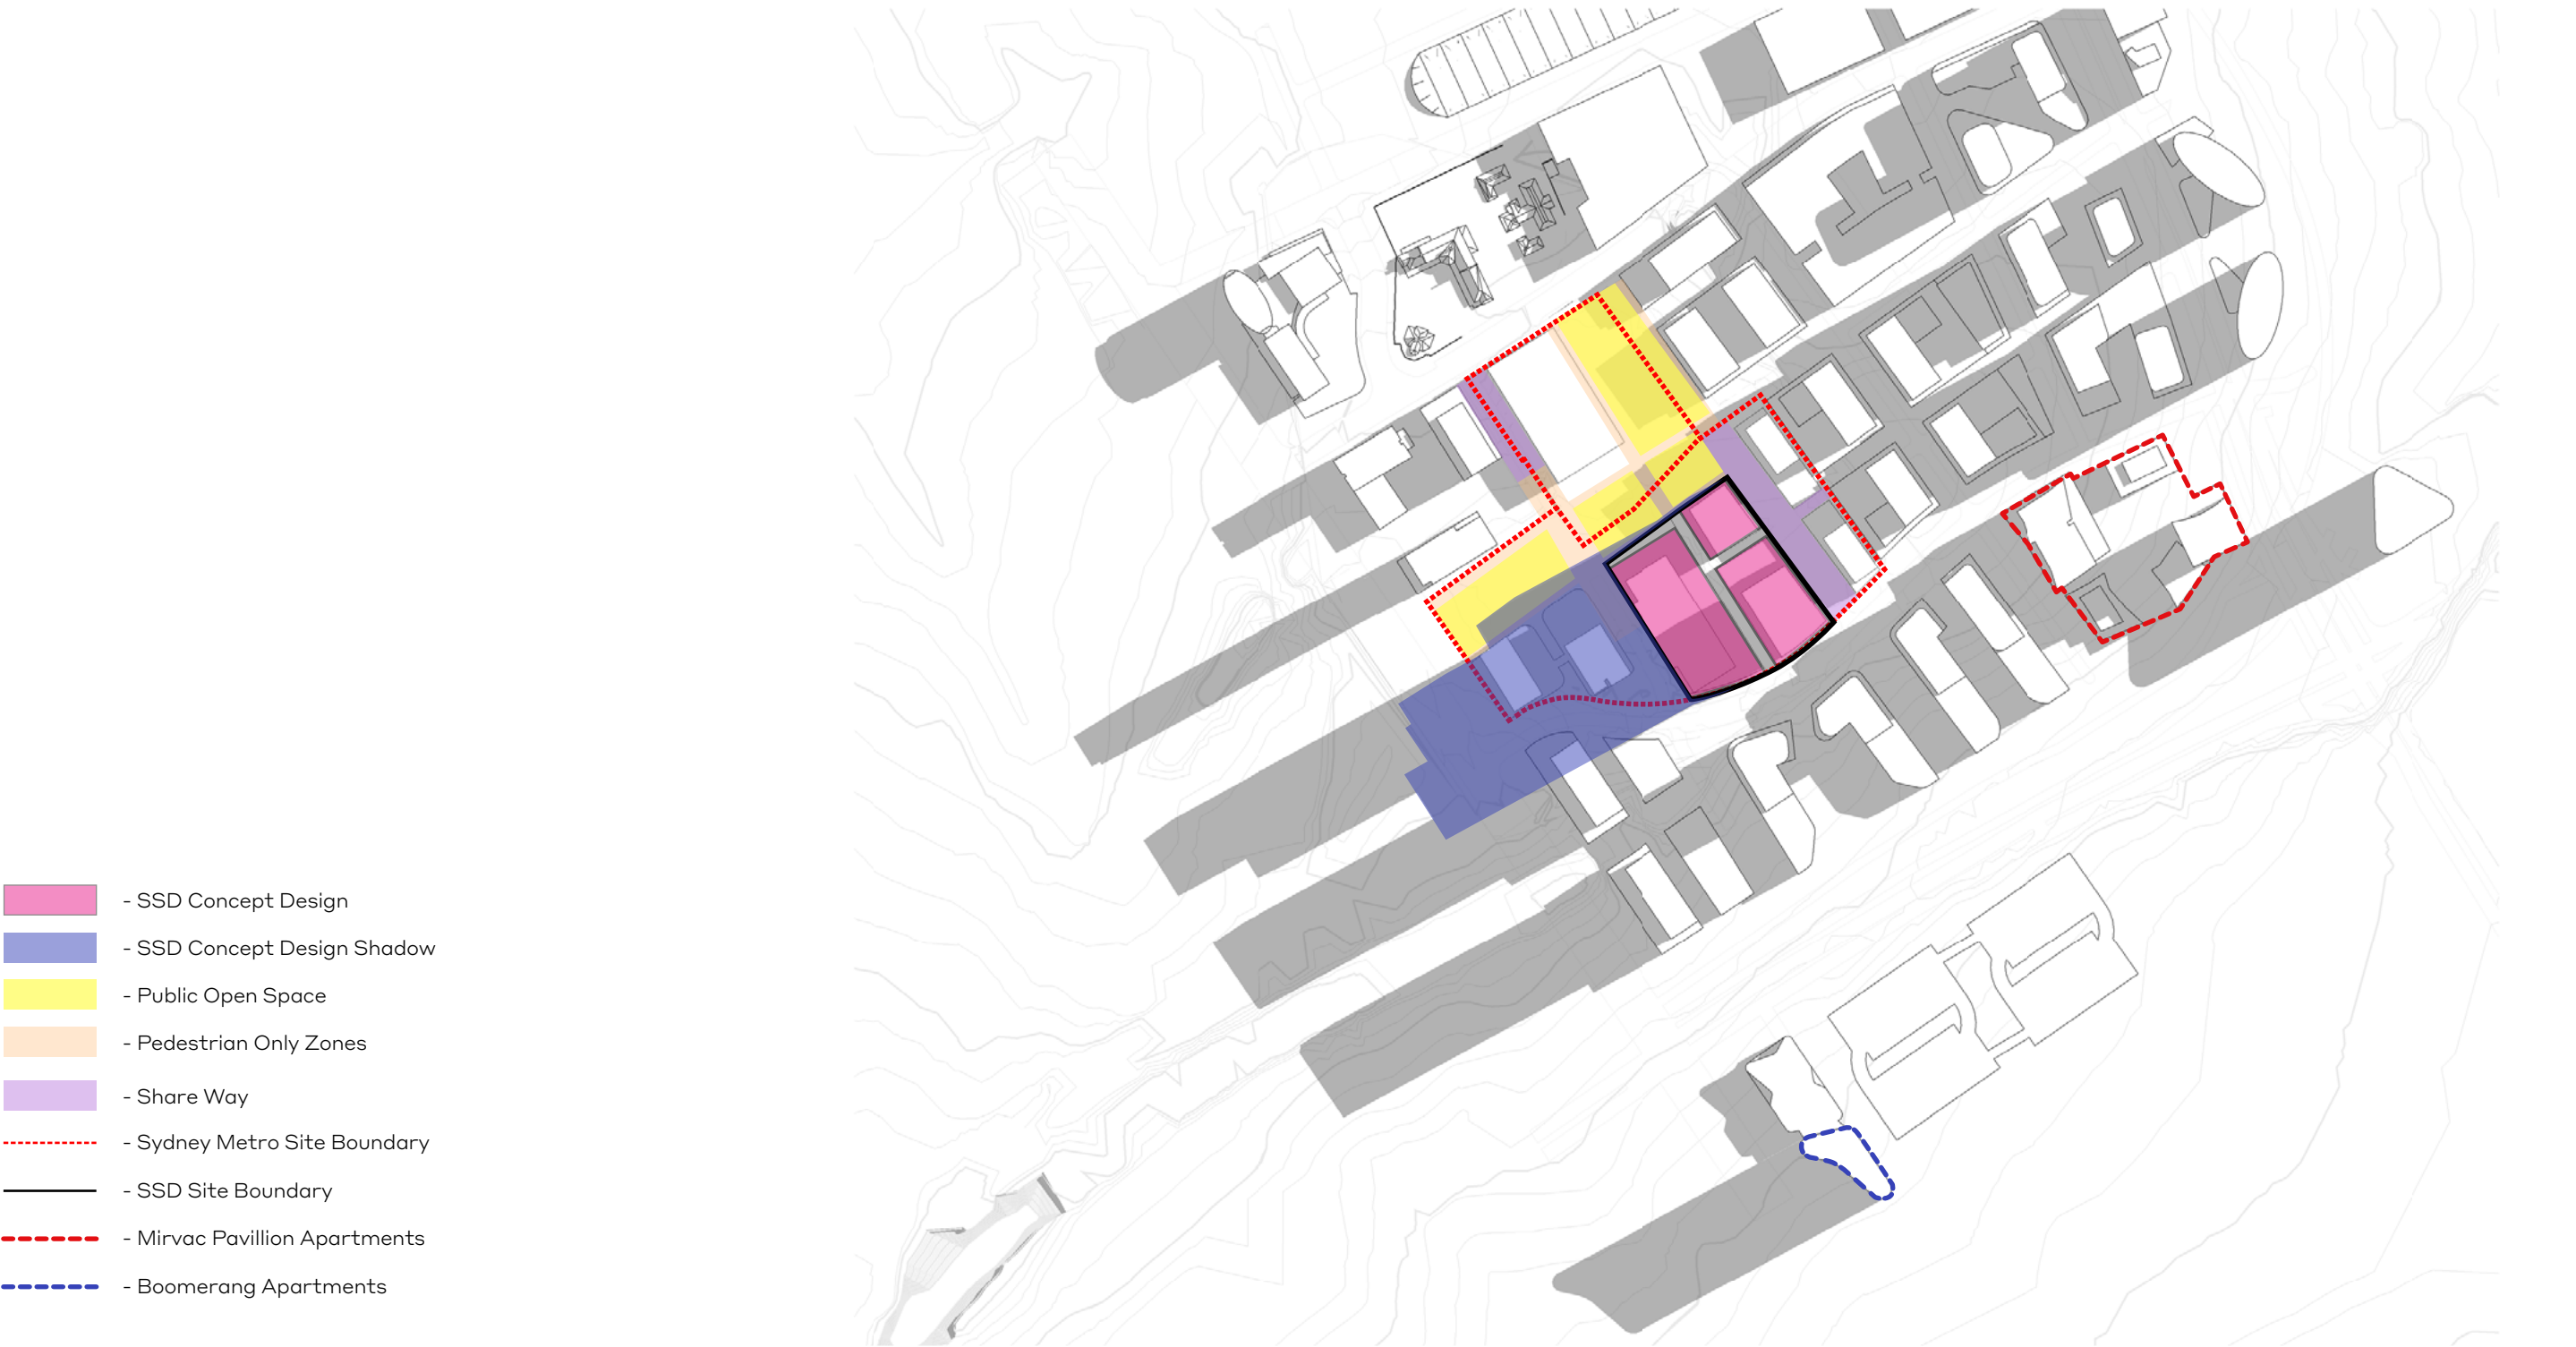 - SSD Concept Design
- SSD Concept Design Shadow
- Public Open Space
- Pedestrian Only Zones
- Share Way
- Sydney Metro Site Boundary
- SSD Site Boundary
- Mirvac Pavillion Apartments
- Boomerang Apartments